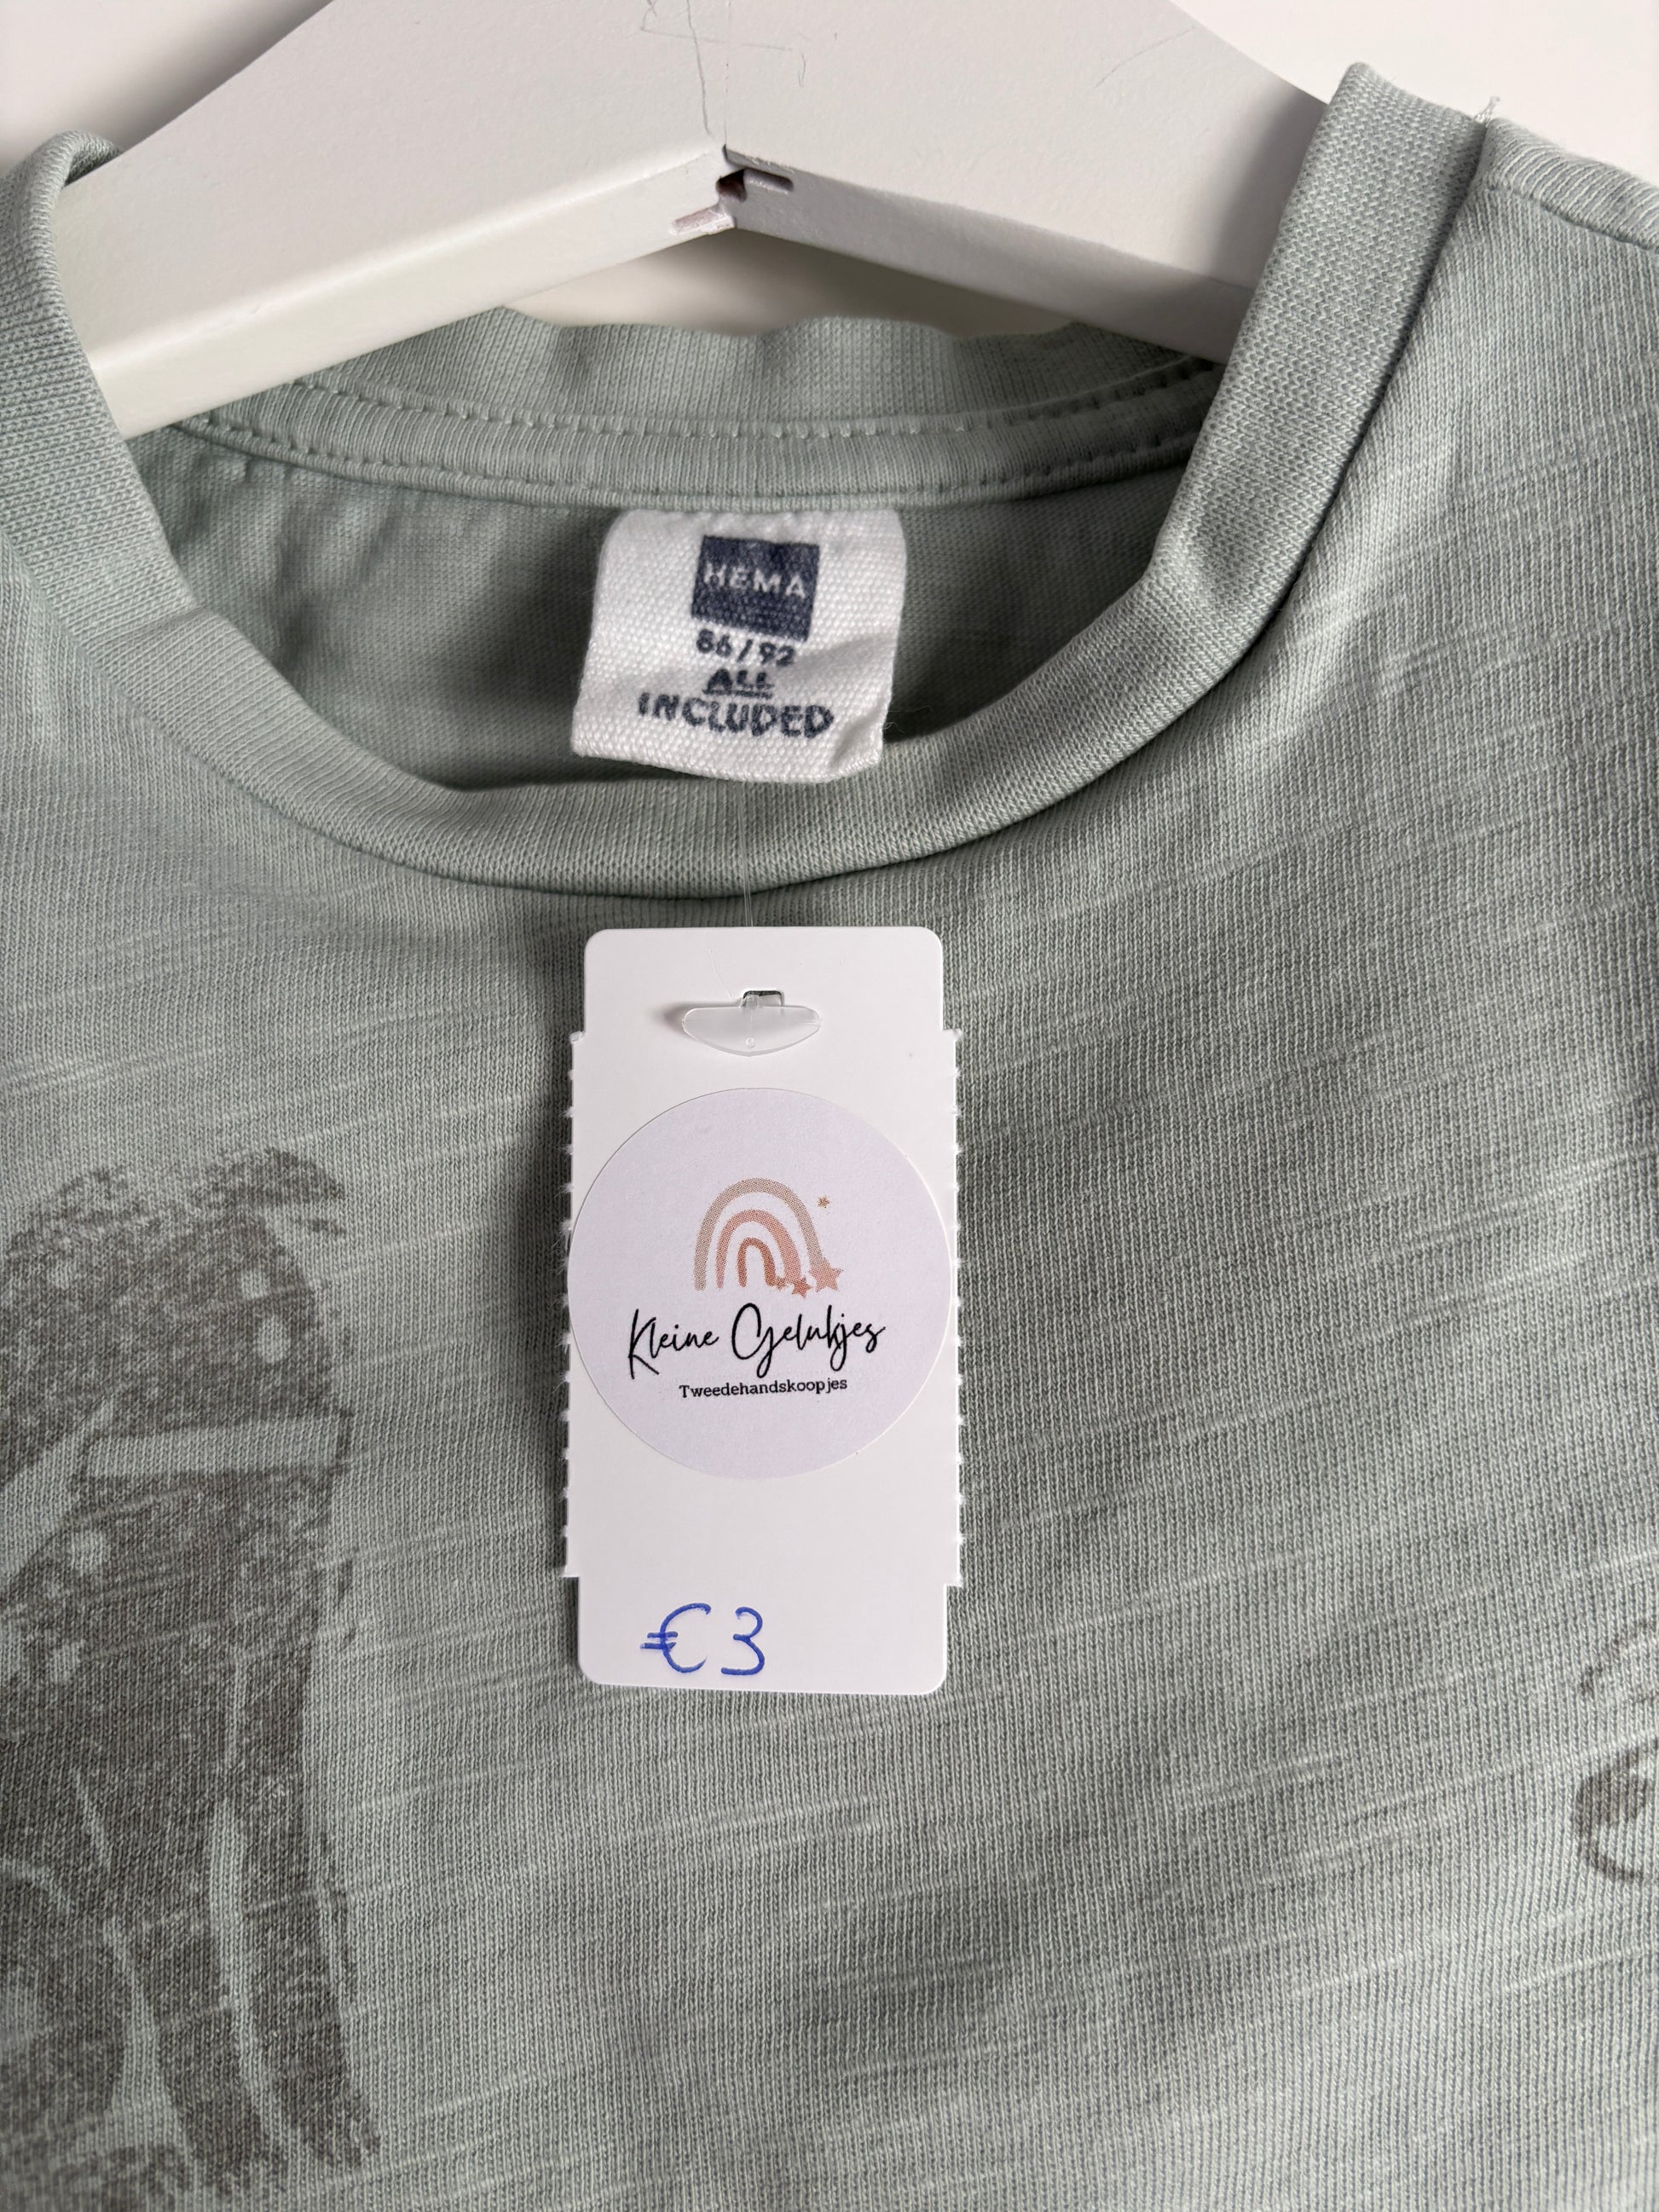 HEMA
86/92
ALL
INCLUDED
Kleine Gelukjes
Tweedehandskoopjes
€3